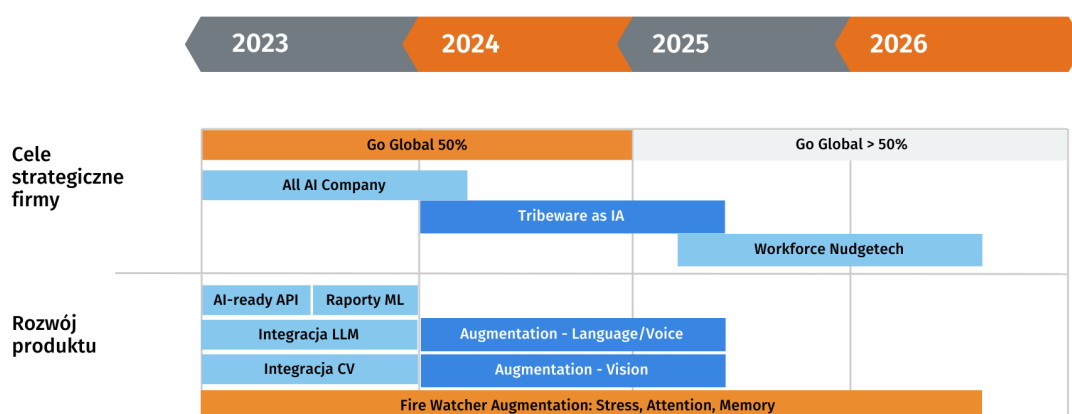 2023
2024
2025
2026
Cele
strategiczne
firmy
Go Global 50%
Go Global > 50%
All AI Company
Tribeware as IA
Workforce Nudgetech
Rozwój
produktu
AI-ready API
Raporty ML
Integracja LLM
Augmentation - Language/Voice
Integracja CV
Augmentation - Vision
Fire Watcher Augmentation: Stress, Attention, Memory